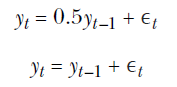 yₜ = 0.5yₜ₋₁ + ϵₜ
yₜ = yₜ₋₁ + ϵₜ